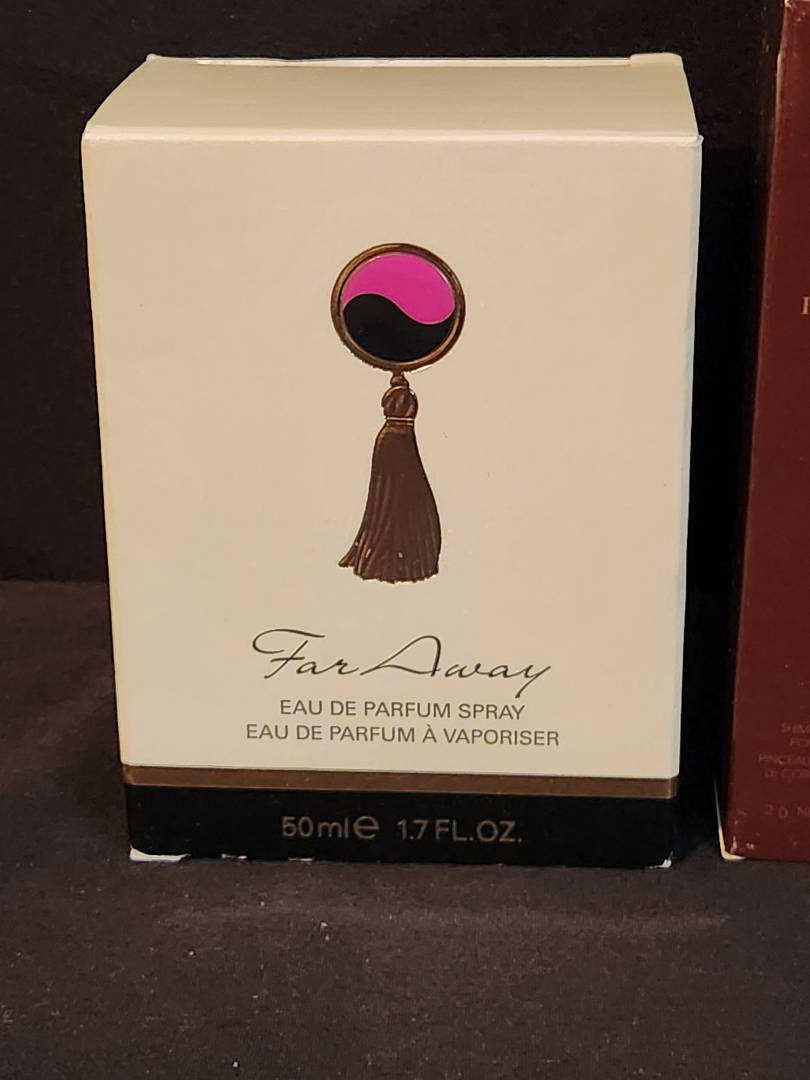 Far Away
EAU DE PARFUM SPRAY
EAU DE PARFUM À VAPORISER
50ml℮ 1.7 FL.OZ.